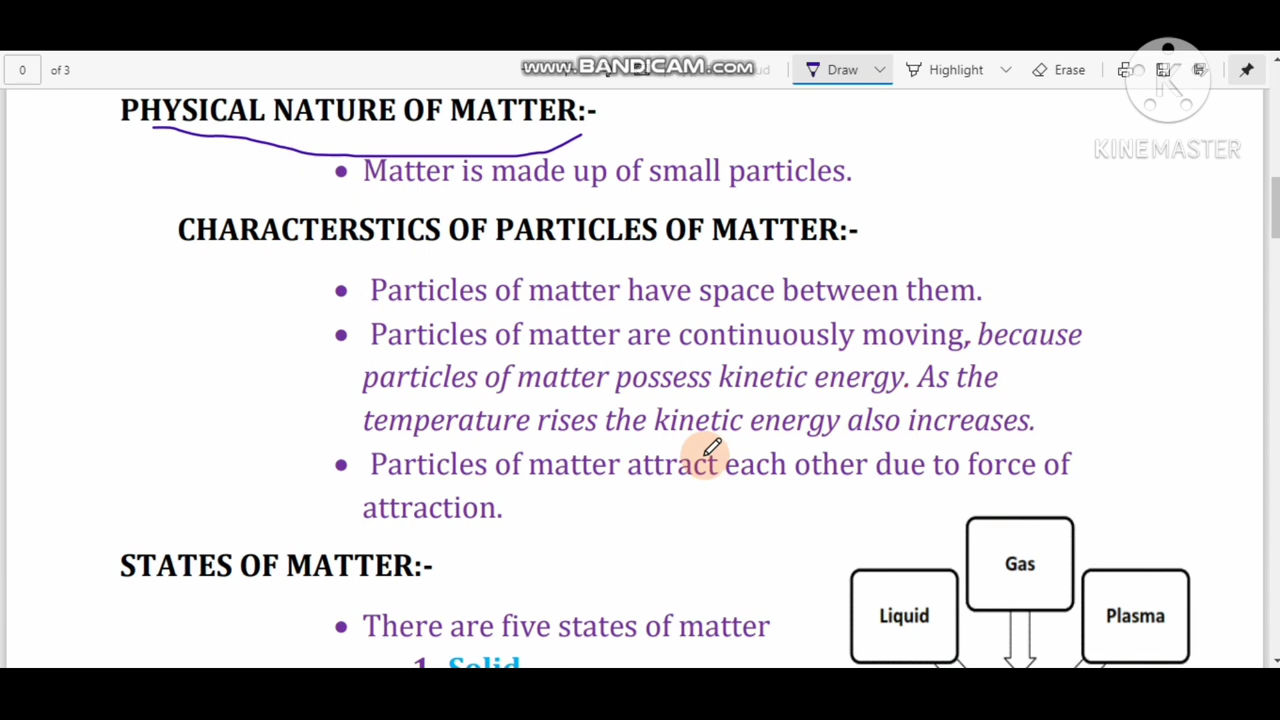 www.BANDICAM.com
0 of 3 Draw Highlight Erase
KINEMASTER
PHYSICAL NATURE OF MATTER:-
• Matter is made up of small particles.
CHARACTERSTICS OF PARTICLES OF MATTER:-
• Particles of matter have space between them.
• Particles of matter are continuously moving, because
particles of matter possess kinetic energy. As the
temperature rises the kinetic energy also increases.
• Particles of matter attract each other due to force of
attraction.
STATES OF MATTER:-
Gas
Liquid
Plasma
• There are five states of matter
1. Solid